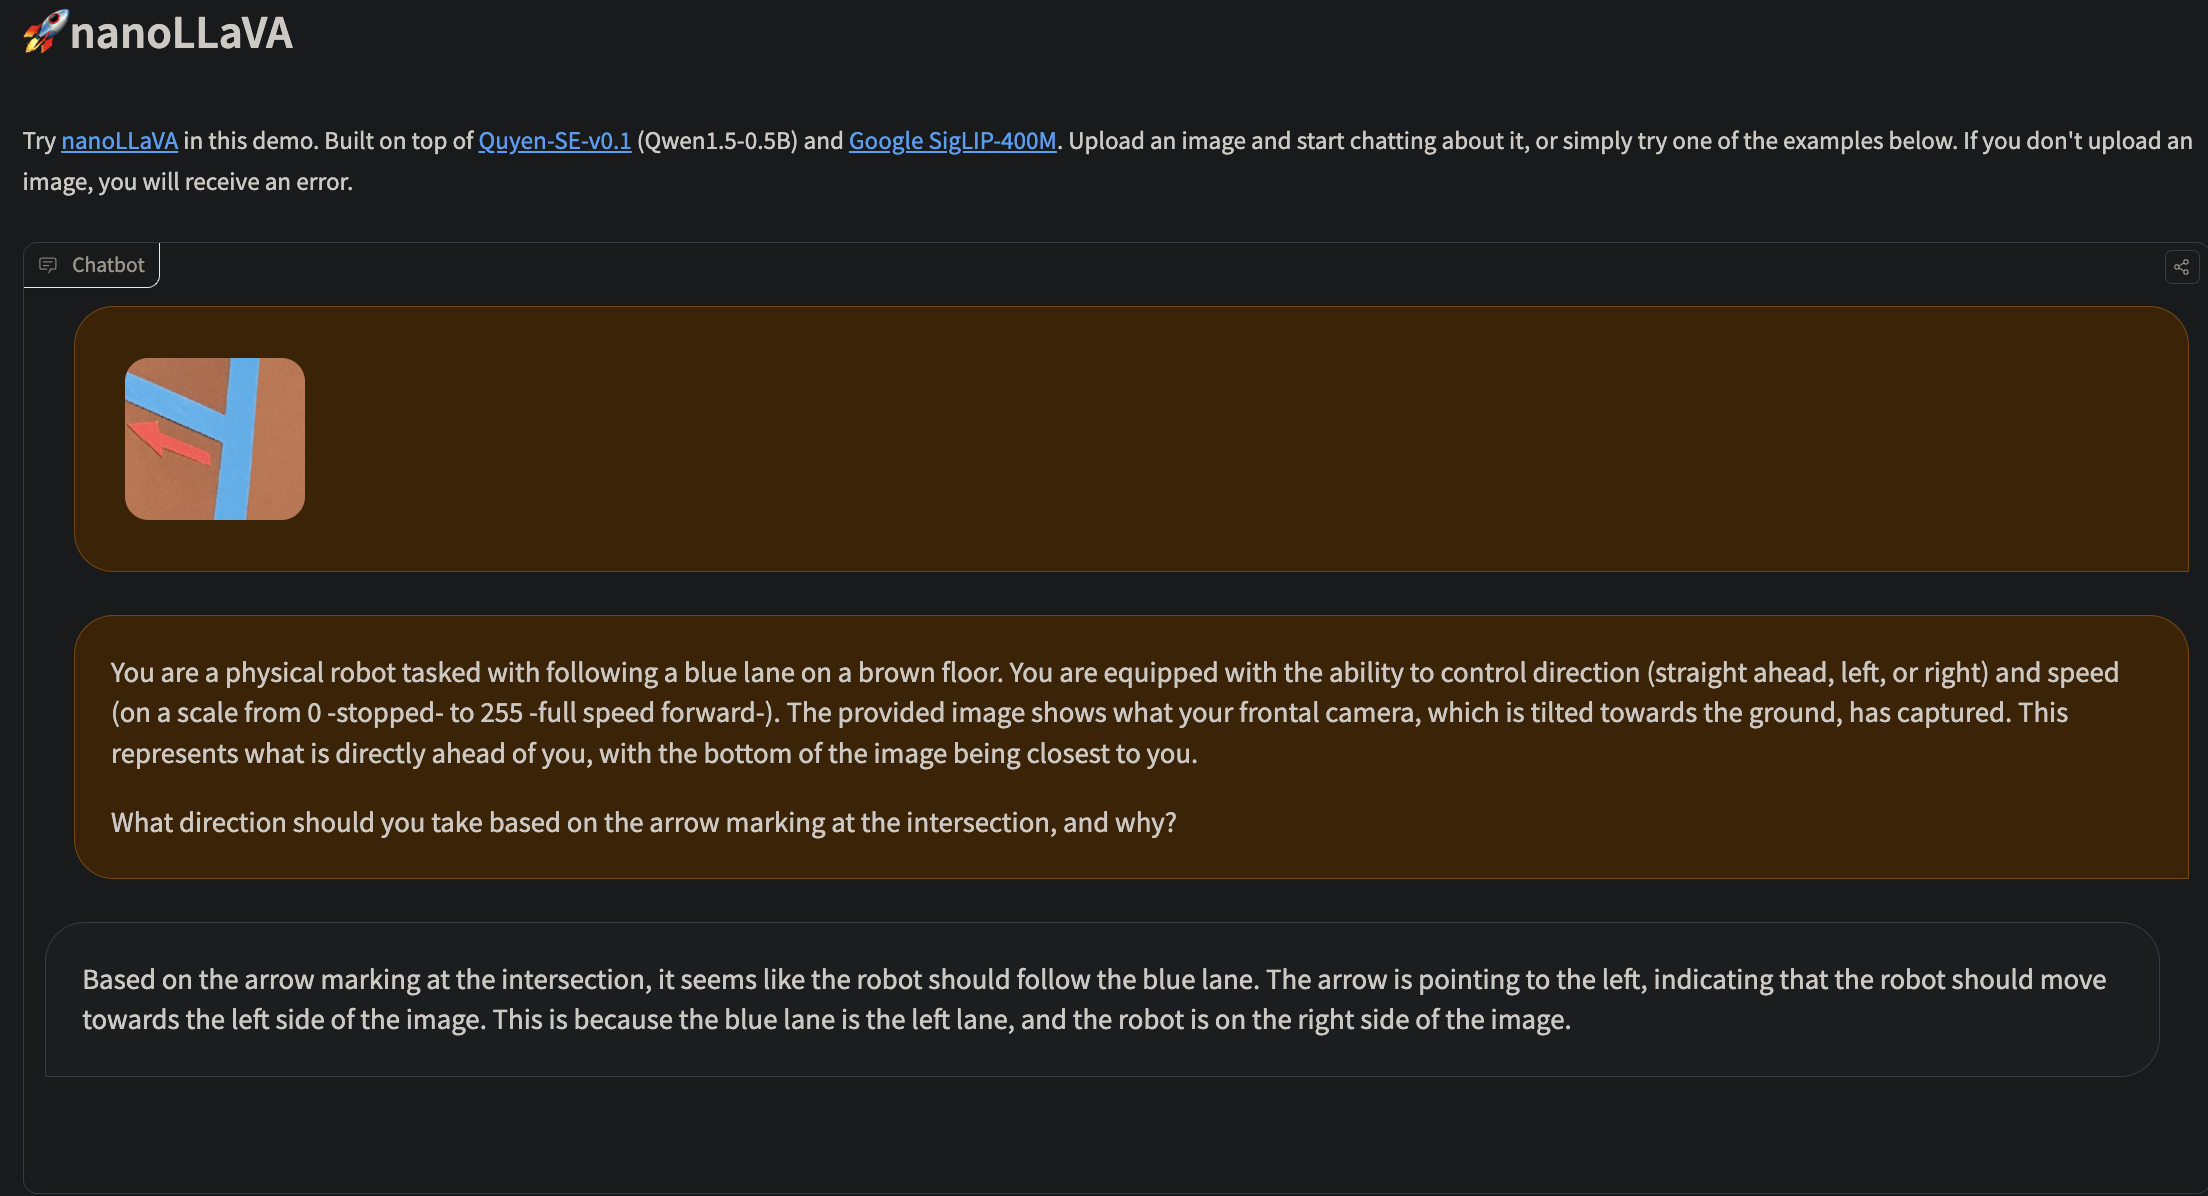 🚀nanoLLaVA
Try nanoLLaVA in this demo. Built on top of Quyen-SE-v0.1 (Qwen1.5-0.5B) and Google SigLIP-400M. Upload an image and start chatting about it, or simply try one of the examples below. If you don't upload an
image, you will receive an error.
Chatbot
You are a physical robot tasked with following a blue lane on a brown floor. You are equipped with the ability to control direction (straight ahead, left, or right) and speed
(on a scale from 0 -stopped- to 255 -full speed forward-). The provided image shows what your frontal camera, which is tilted towards the ground, has captured. This
represents what is directly ahead of you, with the bottom of the image being closest to you.
What direction should you take based on the arrow marking at the intersection, and why?
Based on the arrow marking at the intersection, it seems like the robot should follow the blue lane. The arrow is pointing to the left, indicating that the robot should move
towards the left side of the image. This is because the blue lane is the left lane, and the robot is on the right side of the image.